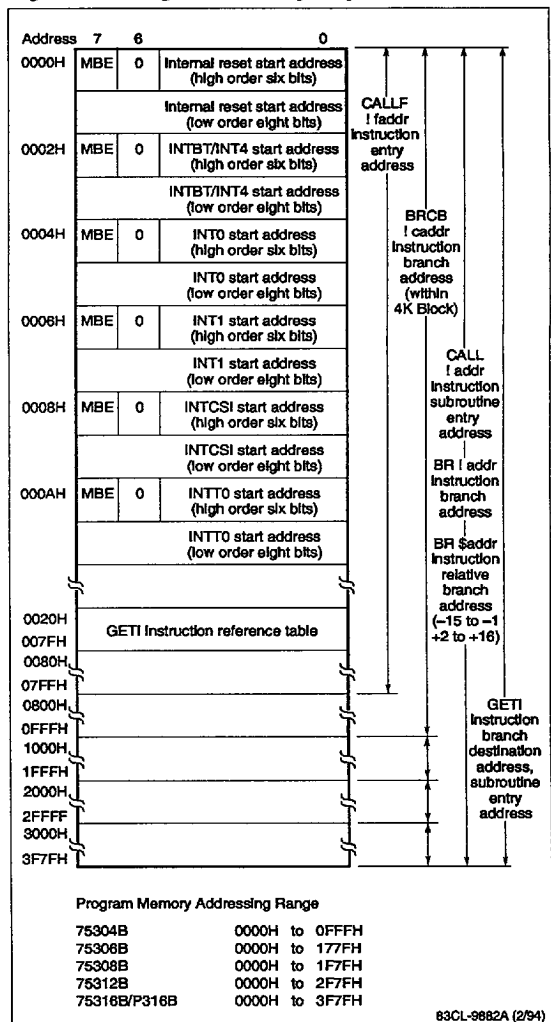 Address 7 6 0
0000H MBE 0 Internal reset start address
(high order six bits)
Internal reset start address
(low order eight bits)
0002H MBE 0 INTBT/INT4 start address
(high order six bits)
INTBT/INT4 start address
(low order eight bits)
0004H MBE 0 INT0 start address
(high order six bits)
INT0 start address
(low order eight bits)
0006H MBE 0 INT1 start address
(high order six bits)
INT1 start address
(low order eight bits)
0008H MBE 0 INTCSI start address
(high order six bits)
INTCSI start address
(low order eight bits)
000AH MBE 0 INTT0 start address
(high order six bits)
INTT0 start address
(low order eight bits)
0020H
GETI Instruction reference table
007FH
0080H
07FFH
0800H
0FFFH
1000H
1FFFH
2000H
2FFFF
3000H
3F7FH
CALLF
! faddr
Instruction
entry
address
BRCB
! caddr
Instruction
branch
address
(within
4K Block)
CALL
! addr
Instruction
subroutine
entry
address
BR ! addr
Instruction
branch
address
BR $addr
Instruction
relative
branch
address
(–15 to –1
+2 to +16)
GETI
Instruction
branch
destination
address,
subroutine
entry
address
Program Memory Addressing Range
75304B 0000H to 0FFFH
75306B 0000H to 177FH
75308B 0000H to 1F7FH
75312B 0000H to 2F7FH
75316B/P316B 0000H to 3F7FH
83CL-9882A (2/94)